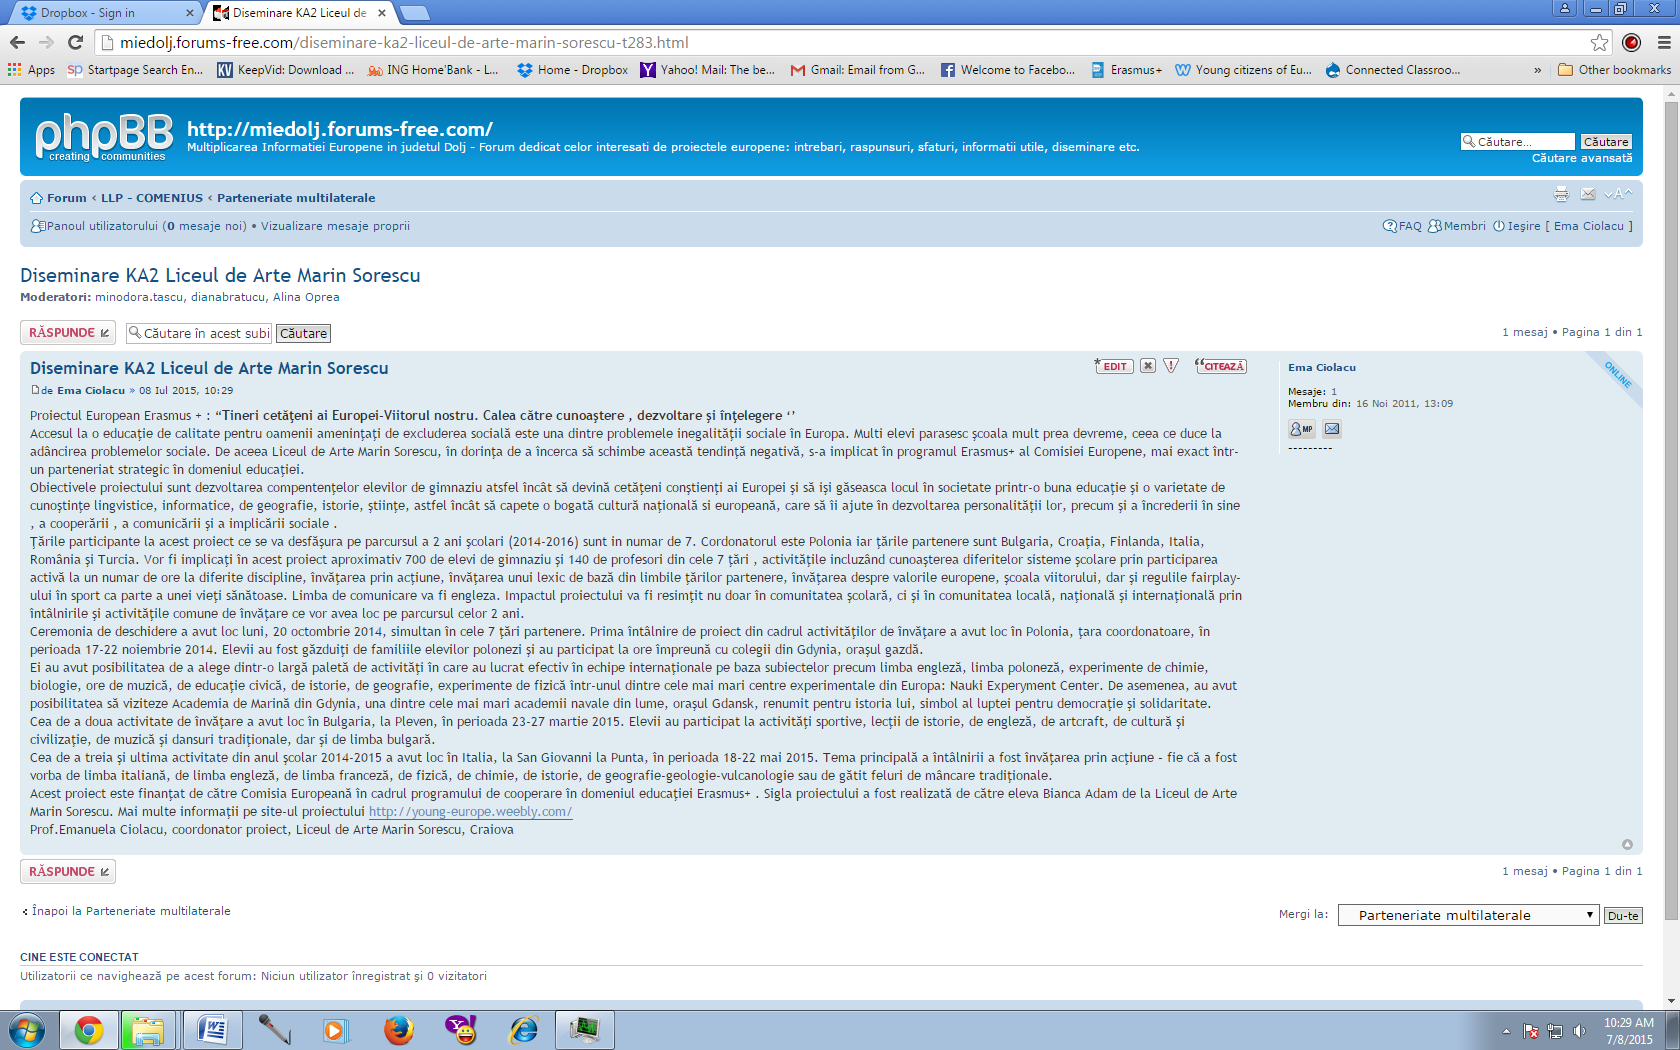 Dropbox - Sign in
Diseminare KA2 Liceul de
miedolj.forums-free.com/diseminare-ka2-liceul-de-arte-marin-sorescu-t283.html
Apps Startpage Search En... KeepVid: Download ... ING Home'Bank - L... Home - Dropbox Yahoo! Mail: The be... Gmail: Email from G... Welcome to Facebo... Erasmus+ Young citizens of Eu... Connected Classroo... » Other bookmarks
phpBB
creating communities
http://miedolj.forums-free.com/
Multiplicarea Informatiei Europene in judetul Dolj - Forum dedicat celor interesati de proiectele europene: intrebari, raspunsuri, sfaturi, informatii utile, diseminare etc.
Căutare... Căutare
Căutare avansată
Forum ‹ LLP - COMENIUS ‹ Parteneriate multilaterale
Panoul utilizatorului (0 mesaje noi) • Vizualizare mesaje proprii
FAQ Membri Ieşire [ Ema Ciolacu ]
Diseminare KA2 Liceul de Arte Marin Sorescu
Moderatori: minodora.tascu, dianabratucu, Alina Oprea
RĂSPUNDE Căutare în acest subi Căutare
1 mesaj • Pagina 1 din 1
Diseminare KA2 Liceul de Arte Marin Sorescu
EDIT CITEAZĂ
de Ema Ciolacu » 08 Iul 2015, 10:29
Ema Ciolacu
Mesaje: 1
Membru din: 16 Noi 2011, 13:09
MP
---------
ONLINE
Proiectul European Erasmus + : “Tineri cetăţeni ai Europei-Viitorul nostru. Calea către cunoaştere , dezvoltare şi înţelegere ‘’
Accesul la o educaţie de calitate pentru oamenii ameninţaţi de excluderea socială este una dintre problemele inegalităţii sociale în Europa. Multi elevi parasesc şcoala mult prea devreme, ceea ce duce la
adâncirea problemelor sociale. De aceea Liceul de Arte Marin Sorescu, în dorinţa de a încerca să schimbe această tendinţă negativă, s-a implicat în programul Erasmus+ al Comisiei Europene, mai exact într-
un parteneriat strategic în domeniul educaţiei.
Obiectivele proiectului sunt dezvoltarea compentenţelor elevilor de gimnaziu atsfel încât să devină cetăţeni conştienţi ai Europei şi să işi găseasca locul în societate printr-o buna educaţie şi o varietate de
cunoştinţe lingvistice, informatice, de geografie, istorie, ştiinţe, astfel încât să capete o bogată cultură naţională si europeană, care să îi ajute în dezvoltarea personalităţii lor, precum şi a încrederii în sine
, a cooperării , a comunicării şi a implicării sociale .
Ţările participante la acest proiect ce se va desfăşura pe parcursul a 2 ani şcolari (2014-2016) sunt in numar de 7. Cordonatorul este Polonia iar ţările partenere sunt Bulgaria, Croaţia, Finlanda, Italia,
România şi Turcia. Vor fi implicaţi în acest proiect aproximativ 700 de elevi de gimnaziu şi 140 de profesori din cele 7 ţări , activităţile incluzând cunoaşterea diferitelor sisteme şcolare prin participarea
activă la un numar de ore la diferite discipline, învăţarea prin acţiune, învăţarea unui lexic de bază din limbile ţărilor partenere, învăţarea despre valorile europene, şcoala viitorului, dar şi regulile fairplay-
ului în sport ca parte a unei vieţi sănătoase. Limba de comunicare va fi engleza. Impactul proiectului va fi resimţit nu doar în comunitatea şcolară, ci şi în comunitatea locală, naţională şi internaţională prin
întâlnirile şi activităţile comune de învăţare ce vor avea loc pe parcursul celor 2 ani.
Ceremonia de deschidere a avut loc luni, 20 octombrie 2014, simultan în cele 7 ţări partenere. Prima întâlnire de proiect din cadrul activităţilor de învăţare a avut loc în Polonia, ţara coordonatoare, în
perioada 17-22 noiembrie 2014. Elevii au fost găzduiţi de familiile elevilor polonezi şi au participat la ore împreună cu colegii din Gdynia, oraşul gazdă.
Ei au avut posibilitatea de a alege dintr-o largă paletă de activităţi în care au lucrat efectiv în echipe internaţionale pe baza subiectelor precum limba engleză, limba poloneză, experimente de chimie,
biologie, ore de muzică, de educaţie civică, de istorie, de geografie, experimente de fizică într-unul dintre cele mai mari centre experimentale din Europa: Nauki Experyment Center. De asemenea, au avut
posibilitatea să viziteze Academia de Marină din Gdynia, una dintre cele mai mari academii navale din lume, oraşul Gdansk, renumit pentru istoria lui, simbol al luptei pentru democraţie şi solidaritate.
Cea de a doua activitate de învăţare a avut loc în Bulgaria, la Pleven, în perioada 23-27 martie 2015. Elevii au participat la activităţi sportive, lecţii de istorie, de engleză, de artcraft, de cultură şi
civilizaţie, de muzică şi dansuri tradiţionale, dar şi de limba bulgară.
Cea de a treia şi ultima activitate din anul şcolar 2014-2015 a avut loc în Italia, la San Giovanni la Punta, în perioada 18-22 mai 2015. Tema principală a întâlnirii a fost învăţarea prin acţiune - fie că a fost
vorba de limba italiană, de limba engleză, de limba franceză, de fizică, de chimie, de istorie, de geografie-geologie-vulcanologie sau de gătit feluri de mâncare tradiţionale.
Acest proiect este finanţat de către Comisia Europeană în cadrul programului de cooperare în domeniul educaţiei Erasmus+ . Sigla proiectului a fost realizată de către eleva Bianca Adam de la Liceul de Arte
Marin Sorescu. Mai multe informaţii pe site-ul proiectului http://young-europe.weebly.com/
Prof.Emanuela Ciolacu, coordonator proiect, Liceul de Arte Marin Sorescu, Craiova
RĂSPUNDE
1 mesaj • Pagina 1 din 1
Înapoi la Parteneriate multilaterale
Mergi la: Parteneriate multilaterale Du-te
CINE ESTE CONECTAT
Utilizatorii ce navighează pe acest forum: Niciun utilizator înregistrat şi 0 vizitatori
10:29 AM
7/8/2015